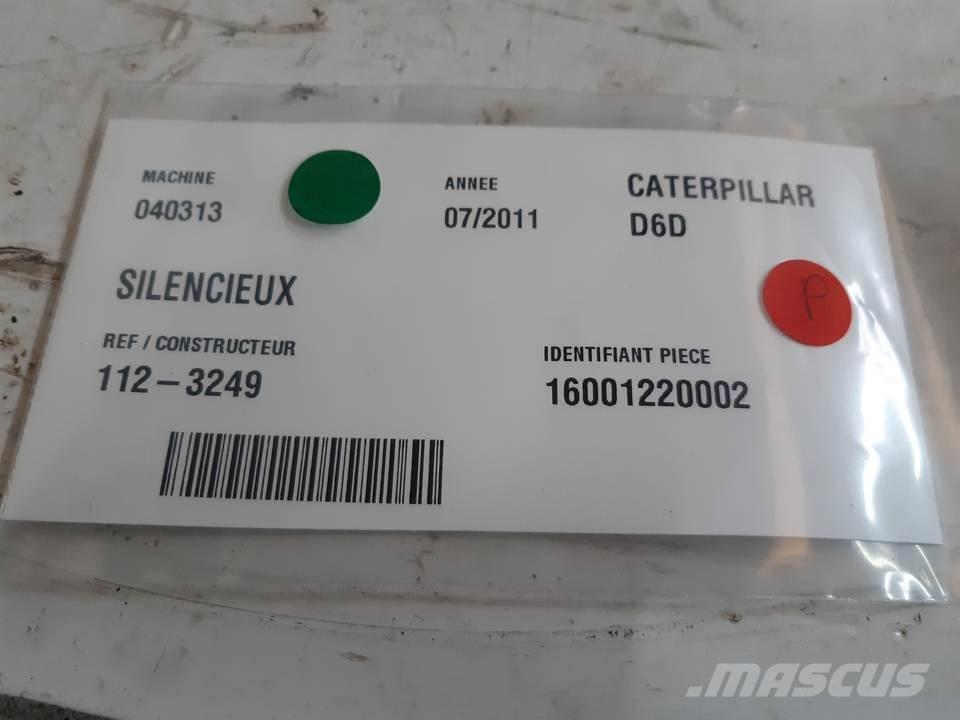 MACHINE
040313
ANNEE
07/2011
CATERPILLAR
D6D
SILENCIEUX
P
REF / CONSTRUCTEUR
112-3249
IDENTIFIANT PIECE
16001220002
MASCUS